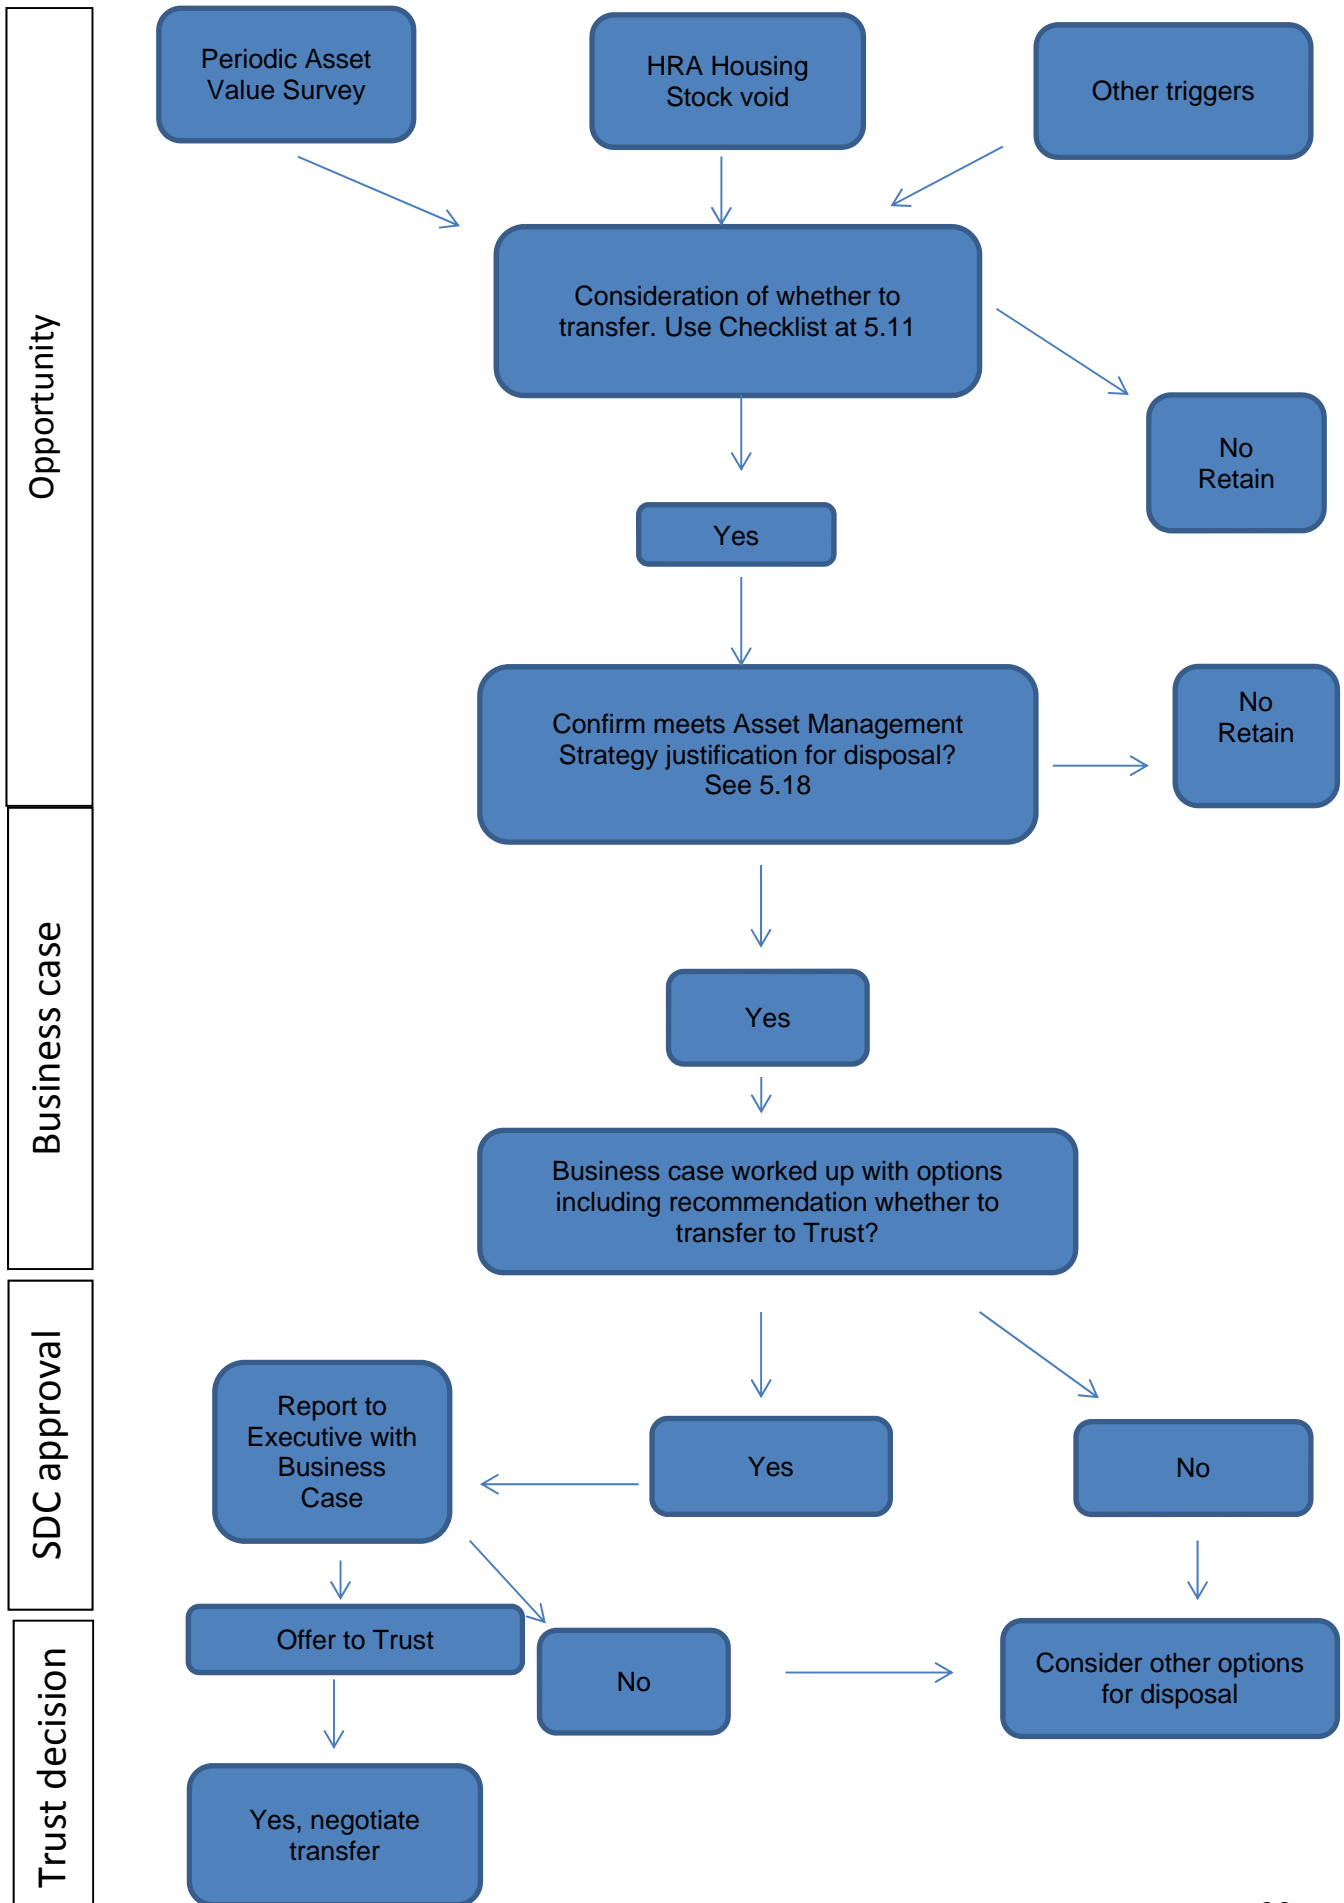 Periodic Asset
Value Survey
HRA Housing
Stock void
Other triggers
Opportunity
Consideration of whether to
transfer. Use Checklist at 5.11
No
Retain
Yes
Confirm meets Asset Management
Strategy justification for disposal?
See 5.18
No
Retain
Business case
Yes
Business case worked up with options
including recommendation whether to
transfer to Trust?
SDC approval
Report to
Executive with
Business
Case
Yes
No
Trust decision
Offer to Trust
No
Consider other options
for disposal
Yes, negotiate
transfer